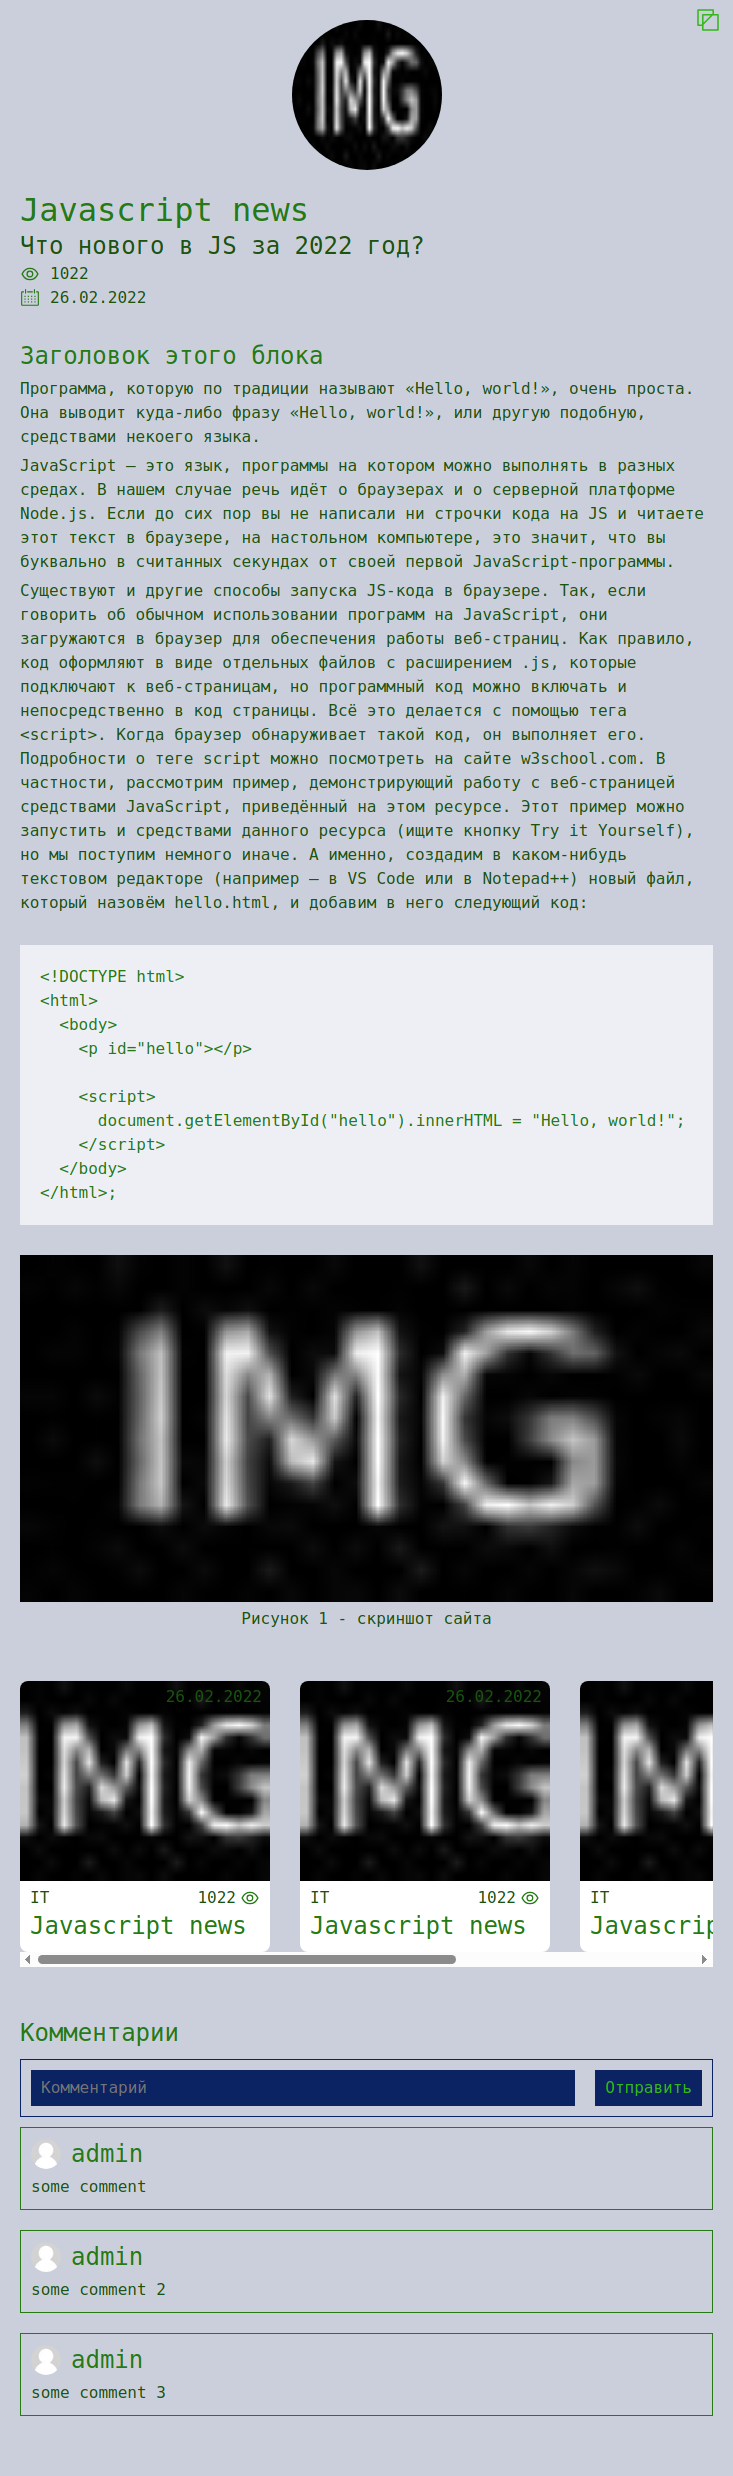 IMG
Javascript news
Что нового в JS за 2022 год?
1022
26.02.2022
Заголовок этого блока
Программа, которую по традиции называют «Hello, world!», очень проста.
Она выводит куда-либо фразу «Hello, world!», или другую подобную,
средствами некоего языка.
JavaScript — это язык, программы на котором можно выполнять в разных
средах. В нашем случае речь идёт о браузерах и о серверной платформе
Node.js. Если до сих пор вы не написали ни строчки кода на JS и читаете
этот текст в браузере, на настольном компьютере, это значит, что вы
буквально в считанных секундах от своей первой JavaScript-программы.
Существуют и другие способы запуска JS-кода в браузере. Так, если
говорить об обычном использовании программ на JavaScript, они
загружаются в браузер для обеспечения работы веб-страниц. Как правило,
код оформляют в виде отдельных файлов с расширением .js, которые
подключают к веб-страницам, но программный код можно включать и
непосредственно в код страницы. Всё это делается с помощью тега
<script>. Когда браузер обнаруживает такой код, он выполняет его.
Подробности о теге script можно посмотреть на сайте w3school.com. В
частности, рассмотрим пример, демонстрирующий работу с веб-страницей
средствами JavaScript, приведённый на этом ресурсе. Этот пример можно
запустить и средствами данного ресурса (ищите кнопку Try it Yourself),
но мы поступим немного иначе. А именно, создадим в каком-нибудь
текстовом редакторе (например — в VS Code или в Notepad++) новый файл,
который назовём hello.html, и добавим в него следующий код:
<!DOCTYPE html>
<html>
  <body>
    <p id="hello"></p>
    <script>
      document.getElementById("hello").innerHTML = "Hello, world!";
    </script>
  </body>
</html>;
IMG
Рисунок 1 - скриншот сайта
26.02.2022
IMG
IT 1022
Javascript news
26.02.2022
IMG
IT 1022
Javascript news
IM
IT
Javascrip
Комментарии
Комментарий
Отправить
admin
some comment
admin
some comment 2
admin
some comment 3